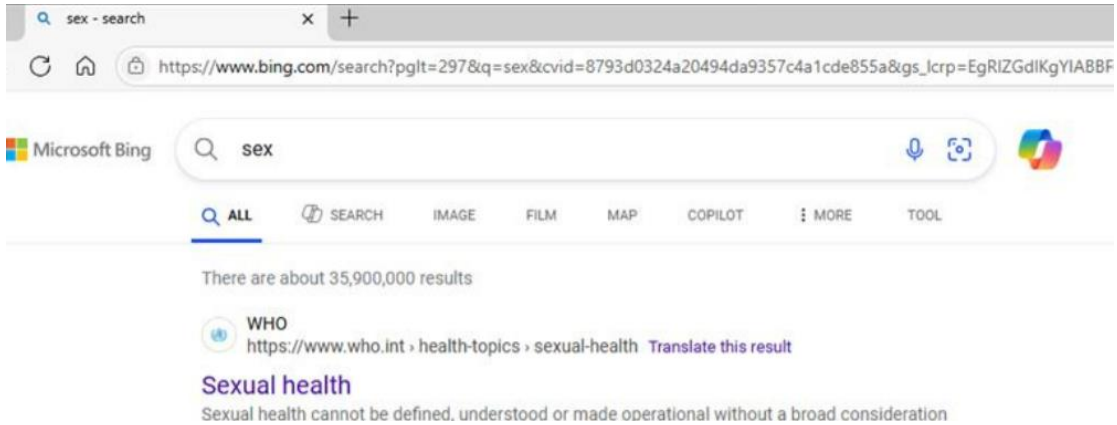 sex - search
https://www.bing.com/search?pglt=297&q=sex&cvid=8793d0324a20494da9357c4a1cde855a&gs_lcrp=EgRlZGdlKgYIABBF
Microsoft Bing
sex
ALL SEARCH IMAGE FILM MAP COPILOT MORE TOOL
There are about 35,900,000 results
WHO
https://www.who.int › health-topics › sexual-health Translate this result
Sexual health
Sexual health cannot be defined, understood or made operational without a broad consideration